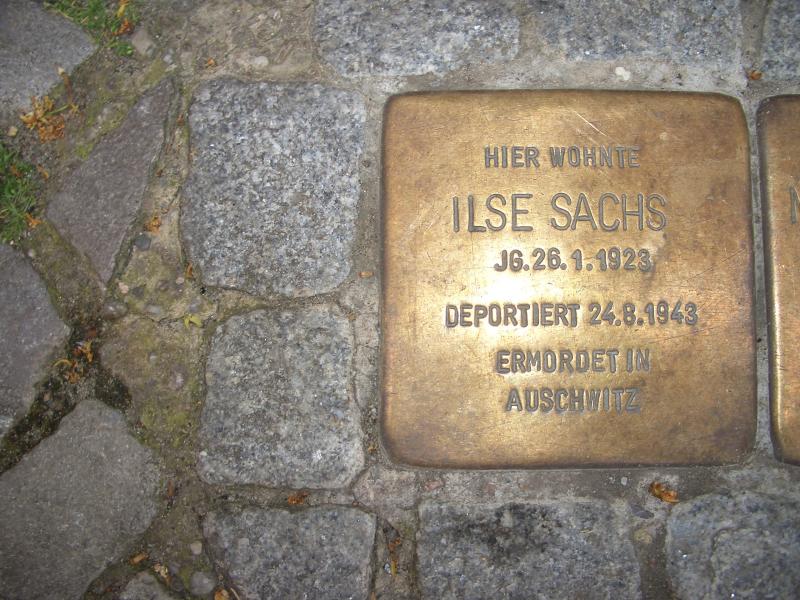 HIER WOHNTE
ILSE SACHS
JG. 26.1.1923
DEPORTIERT 24.8.1943
ERMORDET IN
AUSCHWITZ